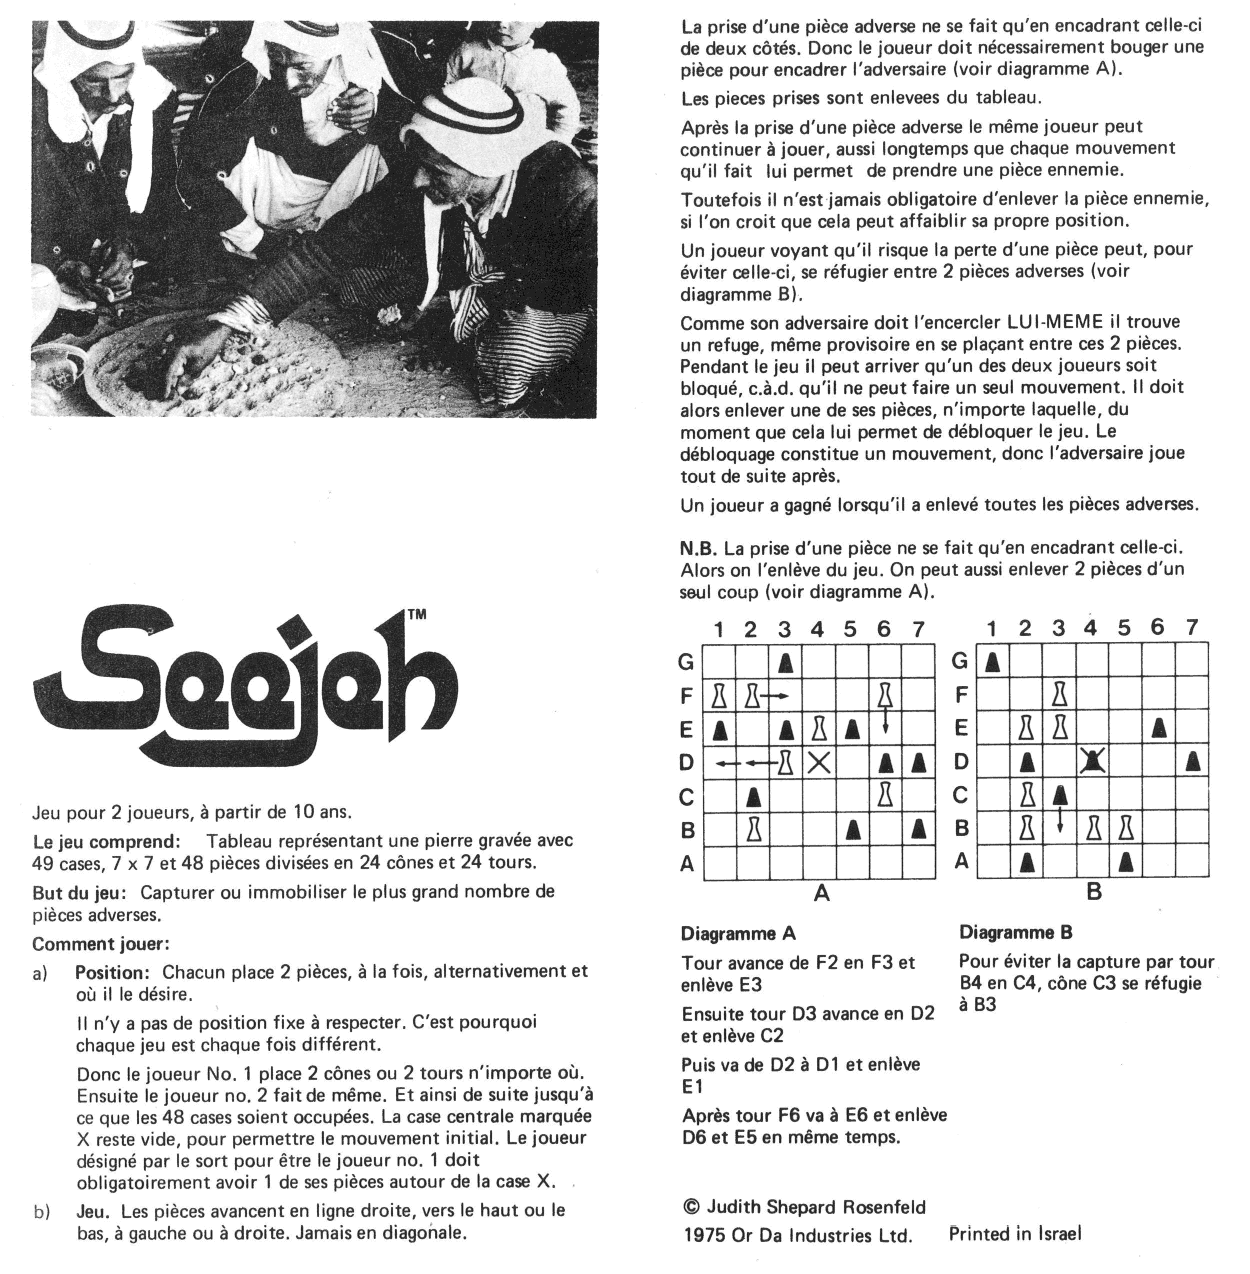 Seejeh™
Jeu pour 2 joueurs, à partir de 10 ans.
Le jeu comprend: Tableau représentant une pierre gravée avec
49 cases, 7 x 7 et 48 pièces divisées en 24 cônes et 24 tours.
But du jeu: Capturer ou immobiliser le plus grand nombre de
pièces adverses.
Comment jouer:
a) Position: Chacun place 2 pièces, à la fois, alternativement et
où il le désire.
Il n'y a pas de position fixe à respecter. C'est pourquoi
chaque jeu est chaque fois différent.
Donc le joueur No. 1 place 2 cônes ou 2 tours n'importe où.
Ensuite le joueur no. 2 fait de même. Et ainsi de suite jusqu'à
ce que les 48 cases soient occupées. La case centrale marquée
X reste vide, pour permettre le mouvement initial. Le joueur
désigné par le sort pour être le joueur no. 1 doit
obligatoirement avoir 1 de ses pièces autour de la case X.
b) Jeu. Les pièces avancent en ligne droite, vers le haut ou le
bas, à gauche ou à droite. Jamais en diagonale.
La prise d'une pièce adverse ne se fait qu'en encadrant celle-ci
de deux côtés. Donc le joueur doit nécessairement bouger une
pièce pour encadrer l'adversaire (voir diagramme A).
Les pieces prises sont enlevees du tableau.
Après la prise d'une pièce adverse le même joueur peut
continuer à jouer, aussi longtemps que chaque mouvement
qu'il fait lui permet de prendre une pièce ennemie.
Toutefois il n'est jamais obligatoire d'enlever la pièce ennemie,
si l'on croit que cela peut affaiblir sa propre position.
Un joueur voyant qu'il risque la perte d'une pièce peut, pour
éviter celle-ci, se réfugier entre 2 pièces adverses (voir
diagramme B).
Comme son adversaire doit l'encercler LUI-MEME il trouve
un refuge, même provisoire en se plaçant entre ces 2 pièces.
Pendant le jeu il peut arriver qu'un des deux joueurs soit
bloqué, c.à.d. qu'il ne peut faire un seul mouvement. Il doit
alors enlever une de ses pièces, n'importe laquelle, du
moment que cela lui permet de débloquer le jeu. Le
débloquage constitue un mouvement, donc l'adversaire joue
tout de suite après.
Un joueur a gagné lorsqu'il a enlevé toutes les pièces adverses.
N.B. La prise d'une pièce ne se fait qu'en encadrant celle-ci.
Alors on l'enlève du jeu. On peut aussi enlever 2 pièces d'un
seul coup (voir diagramme A).
1 2 3 4 5 6 7
G
F
E
D
C
B
A
A
1 2 3 4 5 6 7
G
F
E
D
C
B
A
B
Diagramme A
Tour avance de F2 en F3 et
enlève E3
Ensuite tour D3 avance en D2
et enlève C2
Puis va de D2 à D1 et enlève
E1
Après tour F6 va à E6 et enlève
D6 et E5 en même temps.
Diagramme B
Pour éviter la capture par tour
B4 en C4, cône C3 se réfugie
à B3
© Judith Shepard Rosenfeld
1975 Or Da Industries Ltd. Printed in Israel